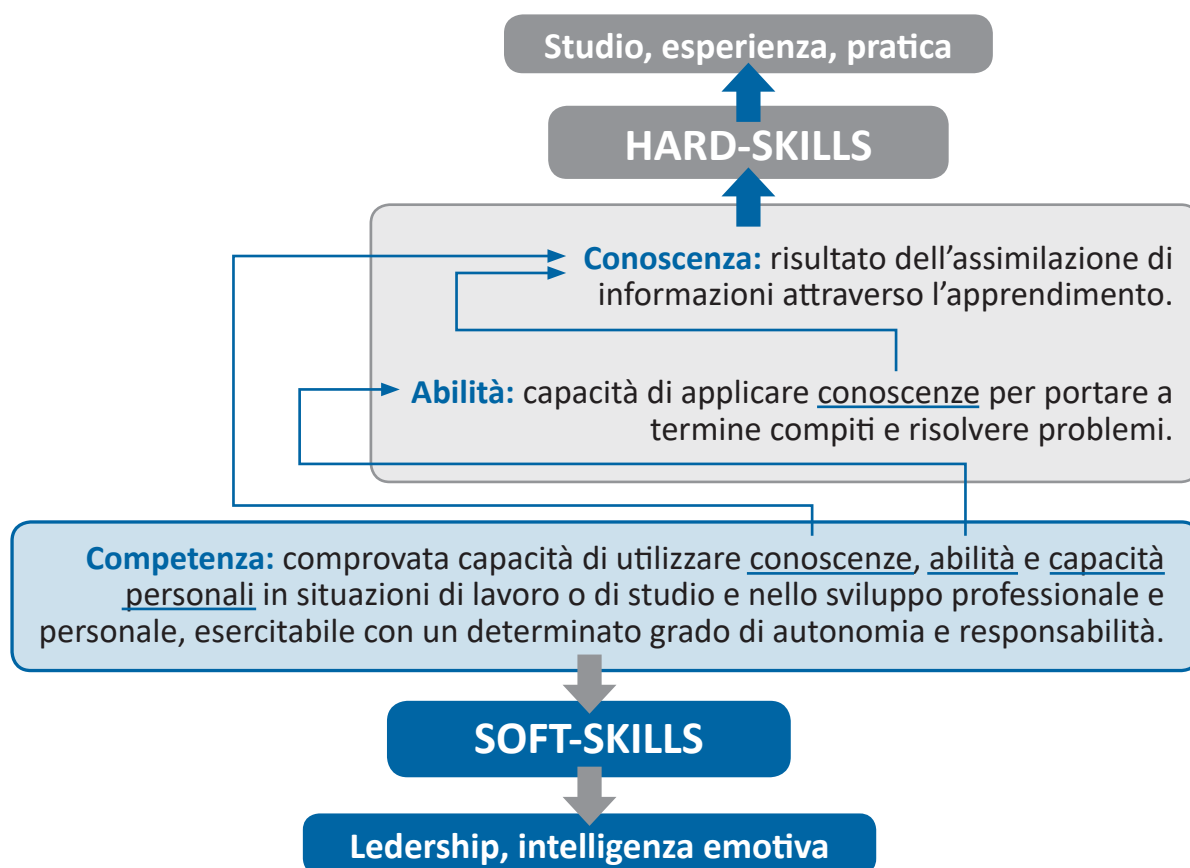 Studio, esperienza, pratica
HARD-SKILLS
Conoscenza: risultato dell’assimilazione di
informazioni attraverso l’apprendimento.
Abilità: capacità di applicare conoscenze per portare a
termine compiti e risolvere problemi.
Competenza: comprovata capacità di utilizzare conoscenze, abilità e capacità
personali in situazioni di lavoro o di studio e nello sviluppo professionale e
personale, esercitabile con un determinato grado di autonomia e responsabilità.
SOFT-SKILLS
Ledership, intelligenza emotiva